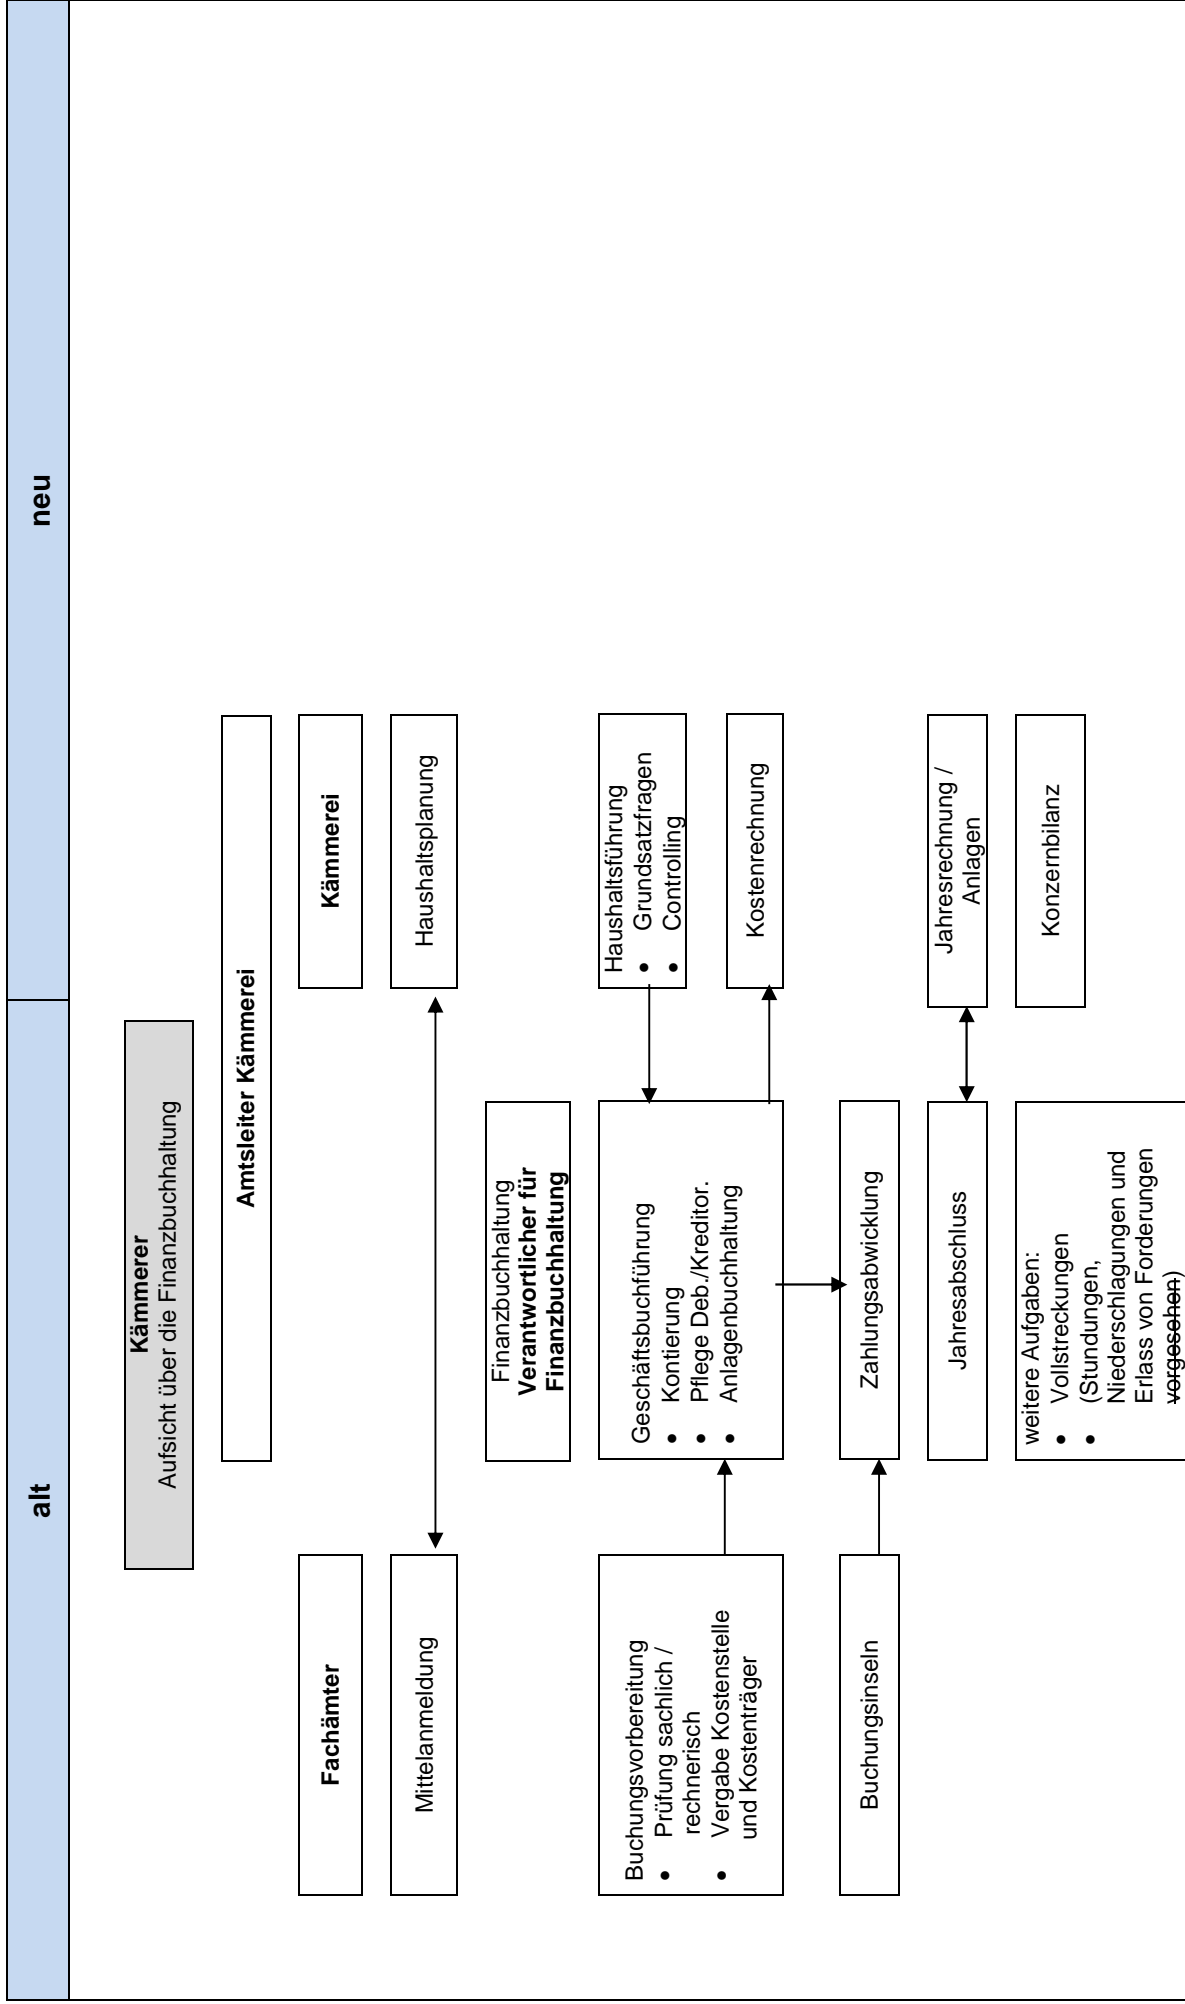 alt
neu
Kämmerer
Aufsicht über die Finanzbuchhaltung
Amtsleiter Kämmerei
Fachämter
Kämmerei
Mittelanmeldung
Haushaltsplanung
Finanzbuchhaltung
Verantwortlicher für
Finanzbuchhaltung
Buchungsvorbereitung
• Prüfung sachlich /
rechnerisch
• Vergabe Kostenstelle
und Kostenträger
Geschäftsbuchführung
• Kontierung
• Pflege Deb./Kreditor.
• Anlagenbuchhaltung
Haushaltsführung
• Grundsatzfragen
• Controlling
Kostenrechnung
Buchungsinseln
Zahlungsabwicklung
Jahresabschluss
Jahresrechnung /
Anlagen
weitere Aufgaben:
• Vollstreckungen
• (Stundungen,
Niederschlagungen und
Erlass von Forderungen
vorgesehen)
Konzernbilanz